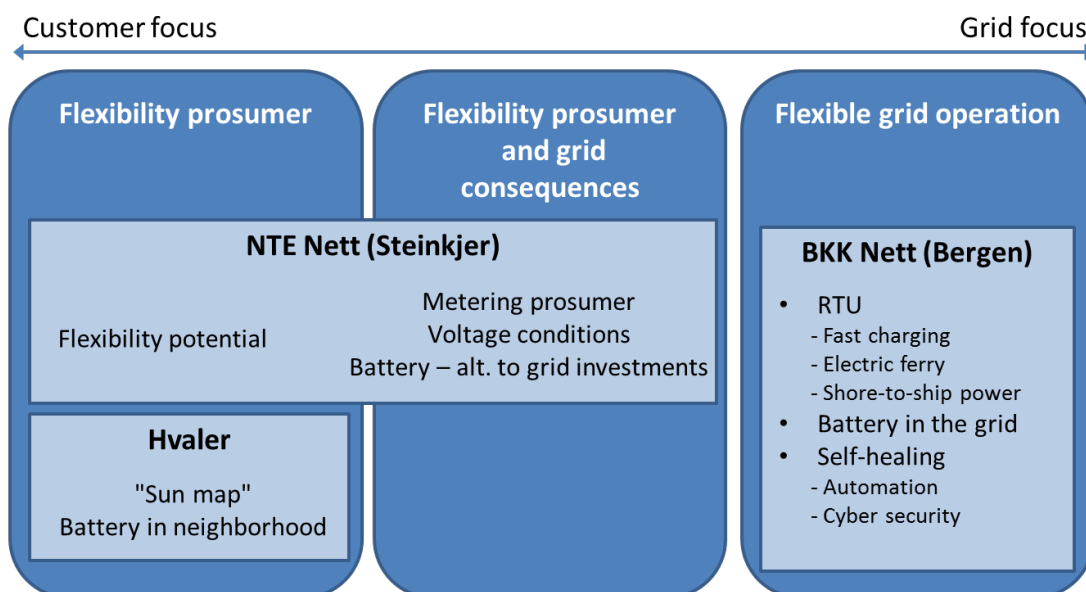 Customer focus
Grid focus
Flexibility prosumer
Flexibility prosumer
and grid
consequences
Flexible grid operation
NTE Nett (Steinkjer)
Flexibility potential
Metering prosumer
Voltage conditions
Battery – alt. to grid investments
Hvaler
"Sun map"
Battery in neighborhood
BKK Nett (Bergen)
• RTU
- Fast charging
- Electric ferry
- Shore-to-ship power
• Battery in the grid
• Self-healing
- Automation
- Cyber security